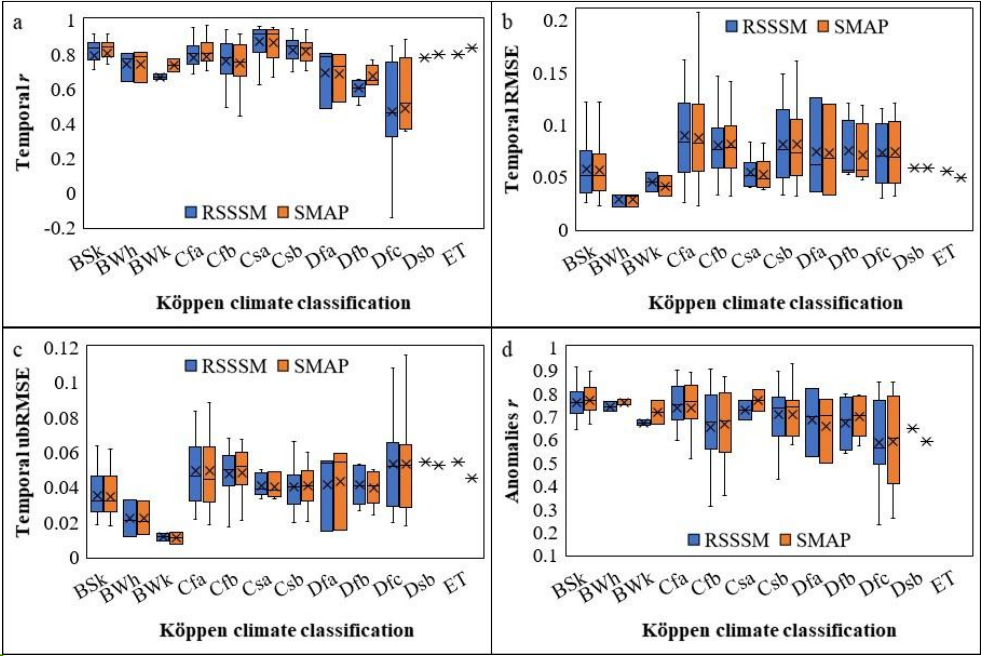 a
1
0.8
0.6
0.4
0.2
0
-0.2
Temporal r
RSSSM SMAP
BSk BWh BWk Cfa Cfb Csa Csb Dfa Dfb Dfc Dsb ET
Köppen climate classification
b
0.2
0.15
0.1
0.05
0
Temporal RMSE
RSSSM SMAP
BSk BWh BWk Cfa Cfb Csa Csb Dfa Dfb Dfc Dsb ET
Köppen climate classification
c
0.12
0.1
0.08
0.06
0.04
0.02
0
Temporal ubRMSE
RSSSM SMAP
BSk BWh BWk Cfa Cfb Csa Csb Dfa Dfb Dfc Dsb ET
Köppen climate classification
d
1
0.9
0.8
0.7
0.6
0.5
0.4
0.3
0.2
0.1
Anomalies r
RSSSM SMAP
BSk BWh BWk Cfa Cfb Csa Csb Dfa Dfb Dfc Dsb ET
Köppen climate classification